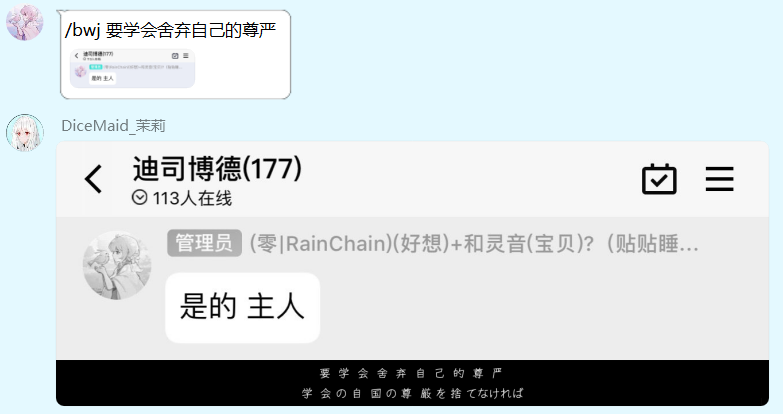 /bwj 要学会舍弃自己的尊严
迪司博德(177)
是的 主人
DiceMaid_茉莉
迪司博德(177)
113人在线
管理员 (零|RainChain)(好想)+和灵音(宝贝)?（贴贴睡...
是的 主人
要学会舍弃自己的尊严
学会の自国の尊厳を捨てなければ